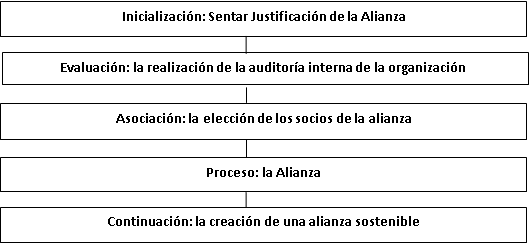 Inicialización: Sentar Justificación de la Alianza
Evaluación: la realización de la auditoría interna de la organización
Asociación: la elección de los socios de la alianza
Proceso: la Alianza
Continuación: la creación de una alianza sostenible